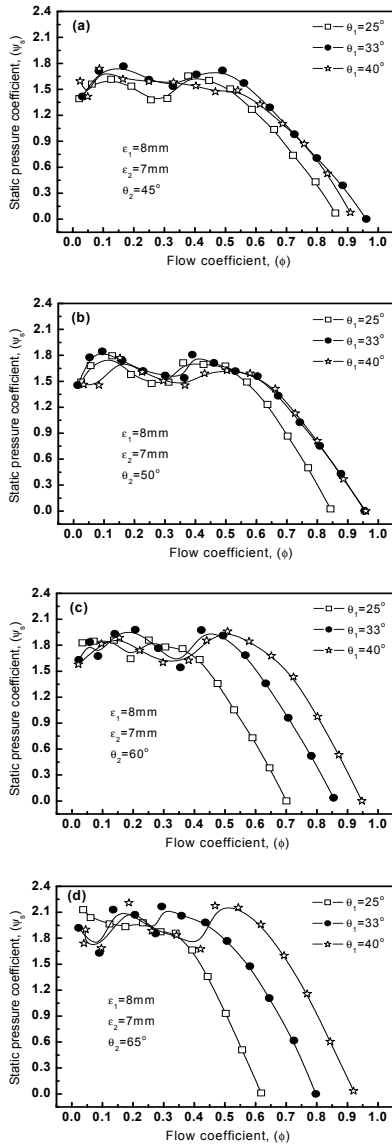 (a)
θ₁=25°
θ₁=33°
θ₁=40°
ε₁=8mm
ε₂=7mm
θ₂=45°
2.4
2.1
1.8
1.5
1.2
0.9
0.6
0.3
0.0
Static pressure coefficient, (ψₛ)
0.0 0.1 0.2 0.3 0.4 0.5 0.6 0.7 0.8 0.9 1.0
Flow coefficient, (ϕ)
(b)
θ₁=25°
θ₁=33°
θ₁=40°
ε₁=8mm
ε₂=7mm
θ₂=50°
2.4
2.1
1.8
1.5
1.2
0.9
0.6
0.3
0.0
Static pressure coefficient, (ψₛ)
0.0 0.1 0.2 0.3 0.4 0.5 0.6 0.7 0.8 0.9 1.0
Flow coefficient, (ϕ)
(c)
θ₁=25°
θ₁=33°
θ₁=40°
ε₁=8mm
ε₂=7mm
θ₂=60°
2.4
2.1
1.8
1.5
1.2
0.9
0.6
0.3
0.0
Static pressure coefficient, (ψₛ)
0.0 0.1 0.2 0.3 0.4 0.5 0.6 0.7 0.8 0.9 1.0
Flow coefficient, (ϕ)
(d)
θ₁=25°
θ₁=33°
θ₁=40°
ε₁=8mm
ε₂=7mm
θ₂=65°
2.4
2.1
1.8
1.5
1.2
0.9
0.6
0.3
0.0
Static pressure coefficient, (ψₛ)
0.0 0.1 0.2 0.3 0.4 0.5 0.6 0.7 0.8 0.9 1.0
Flow coefficient, (ϕ)